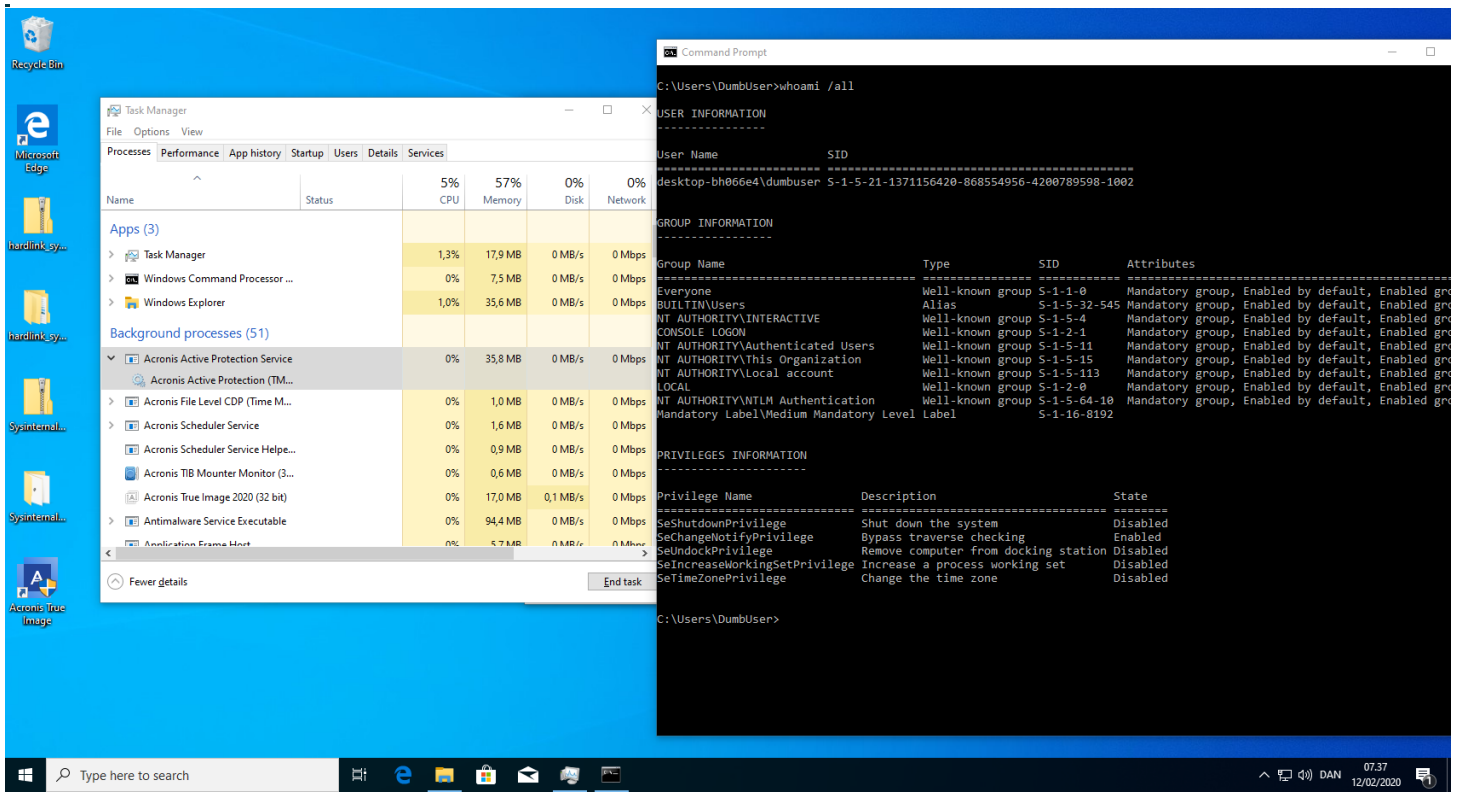 Recycle Bin
Microsoft
Edge
hardlink_sy...
hardlink_sy...
Sysinternal...
Sysinternal...
Acronis True
Image
Task Manager
File Options View
Processes Performance App history Startup Users Details Services
5% 57% 0% 0%
Name Status CPU Memory Disk Network
Apps (3)
Task Manager 1,3% 17,9 MB 0 MB/s 0 Mbps
Windows Command Processor ... 0% 7,5 MB 0 MB/s 0 Mbps
Windows Explorer 1,0% 35,6 MB 0 MB/s 0 Mbps
Background processes (51)
Acronis Active Protection Service 0% 35,8 MB 0 MB/s 0 Mbps
Acronis Active Protection (TM...
Acronis File Level CDP (Time M... 0% 1,0 MB 0 MB/s 0 Mbps
Acronis Scheduler Service 0% 1,6 MB 0 MB/s 0 Mbps
Acronis Scheduler Service Helpe... 0% 0,9 MB 0 MB/s 0 Mbps
Acronis TIB Mounter Monitor (3... 0% 0,6 MB 0 MB/s 0 Mbps
Acronis True Image 2020 (32 bit) 0% 17,0 MB 0,1 MB/s 0 Mbps
Antimalware Service Executable 0% 94,4 MB 0 MB/s 0 Mbps
Application Frame Host 0% 5,7 MB 0 MB/s 0 Mbps
Fewer details End task
Command Prompt
C:\Users\DumbUser>whoami /all
USER INFORMATION
----------------
User Name SID
======================== ==============================================
desktop-bh066e4\dumbuser S-1-5-21-1371156420-868554956-4200789598-1002
GROUP INFORMATION
-----------------
Group Name Type SID Attributes
Everyone Well-known group S-1-1-0 Mandatory group, Enabled by default, Enabled gro
BUILTIN\Users Alias S-1-5-32-545 Mandatory group, Enabled by default, Enabled gro
NT AUTHORITY\INTERACTIVE Well-known group S-1-5-4 Mandatory group, Enabled by default, Enabled gro
CONSOLE LOGON Well-known group S-1-2-1 Mandatory group, Enabled by default, Enabled gro
NT AUTHORITY\Authenticated Users Well-known group S-1-5-11 Mandatory group, Enabled by default, Enabled gro
NT AUTHORITY\This Organization Well-known group S-1-5-15 Mandatory group, Enabled by default, Enabled gro
NT AUTHORITY\Local account Well-known group S-1-5-113 Mandatory group, Enabled by default, Enabled gro
LOCAL Well-known group S-1-2-0 Mandatory group, Enabled by default, Enabled gro
NT AUTHORITY\NTLM Authentication Well-known group S-1-5-64-10 Mandatory group, Enabled by default, Enabled gro
Mandatory Label\Medium Mandatory Level Label S-1-16-8192
PRIVILEGES INFORMATION
----------------------
Privilege Name Description State
SeShutdownPrivilege Shut down the system Disabled
SeChangeNotifyPrivilege Bypass traverse checking Enabled
SeUndockPrivilege Remove computer from docking station Disabled
SeIncreaseWorkingSetPrivilege Increase a process working set Disabled
SeTimeZonePrivilege Change the time zone Disabled
C:\Users\DumbUser>
Type here to search
DAN
07.37
12/02/2020
1